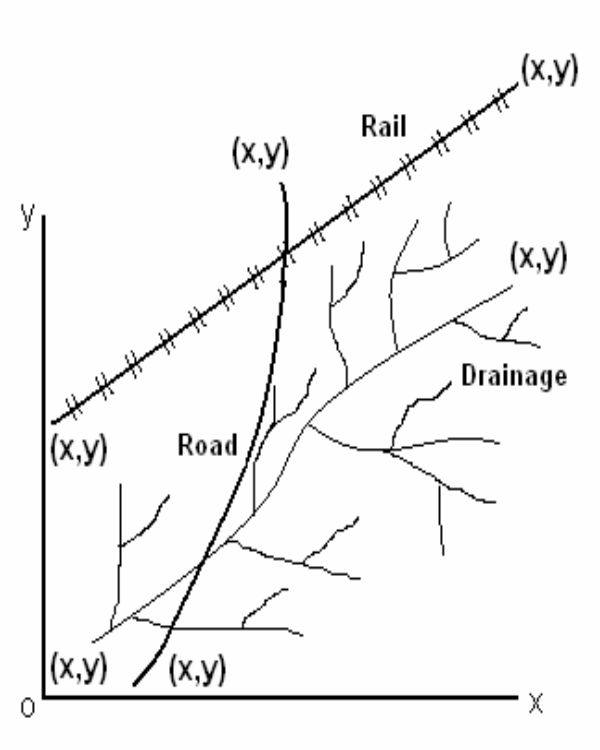 (x,y)
Rail
(x,y)
y
(x,y)
Drainage
(x,y)
Road
(x,y)
(x,y)
o
x